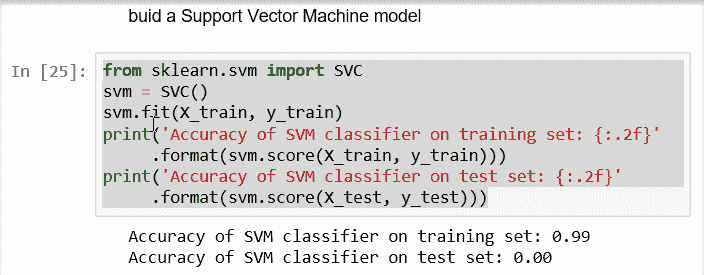 buid a Support Vector Machine model
In [25]: from sklearn.svm import SVC
svm = SVC()
svm.fit(X_train, y_train)
print('Accuracy of SVM classifier on training set: {:.2f}'
.format(svm.score(X_train, y_train)))
print('Accuracy of SVM classifier on test set: {:.2f}'
.format(svm.score(X_test, y_test)))
Accuracy of SVM classifier on training set: 0.99
Accuracy of SVM classifier on test set: 0.00